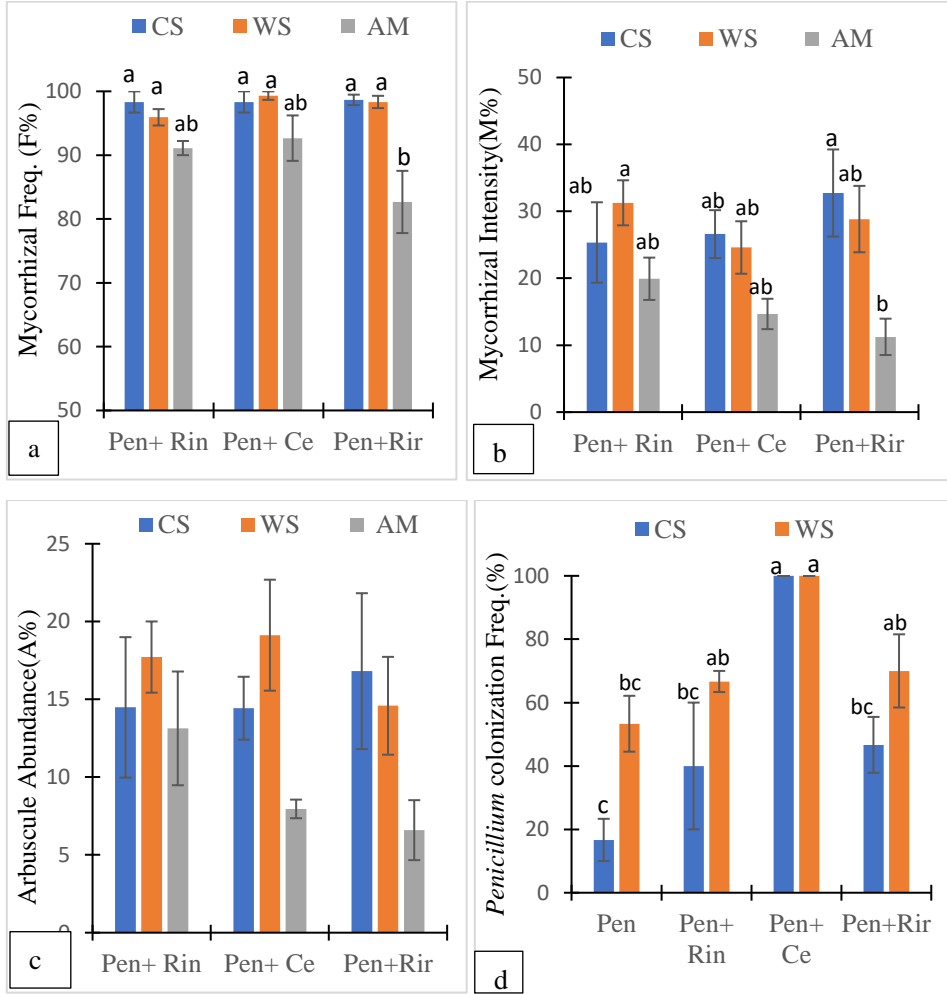 CS WS AM
Mycorrhizal Freq. (F%)
100
90
80
70
60
50
a a ab
a a ab
a a b
Pen+ Rin Pen+ Ce Pen+Rir
a
CS WS AM
Mycorrhizal Intensity(M%)
50
40
30
20
10
0
ab a ab
ab ab ab
a ab b
Pen+ Rin Pen+ Ce Pen+Rir
b
CS WS AM
Arbuscule Abundance(A%)
25
20
15
10
5
0
Pen+ Rin Pen+ Ce Pen+Rir
c
CS WS
Penicillium colonization Freq.(%)
100
80
60
40
20
0
c bc
bc ab
a a
bc ab
Pen Pen+ Pen+ Pen+Rir
Rin Ce
d